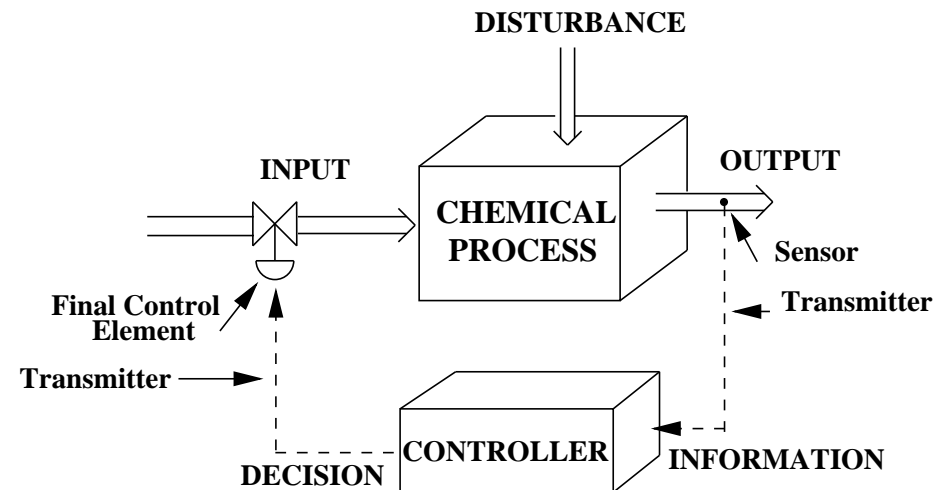 DISTURBANCE
INPUT
OUTPUT
CHEMICAL
PROCESS
Sensor
Final Control
Element
Transmitter
Transmitter
CONTROLLER
DECISION
INFORMATION